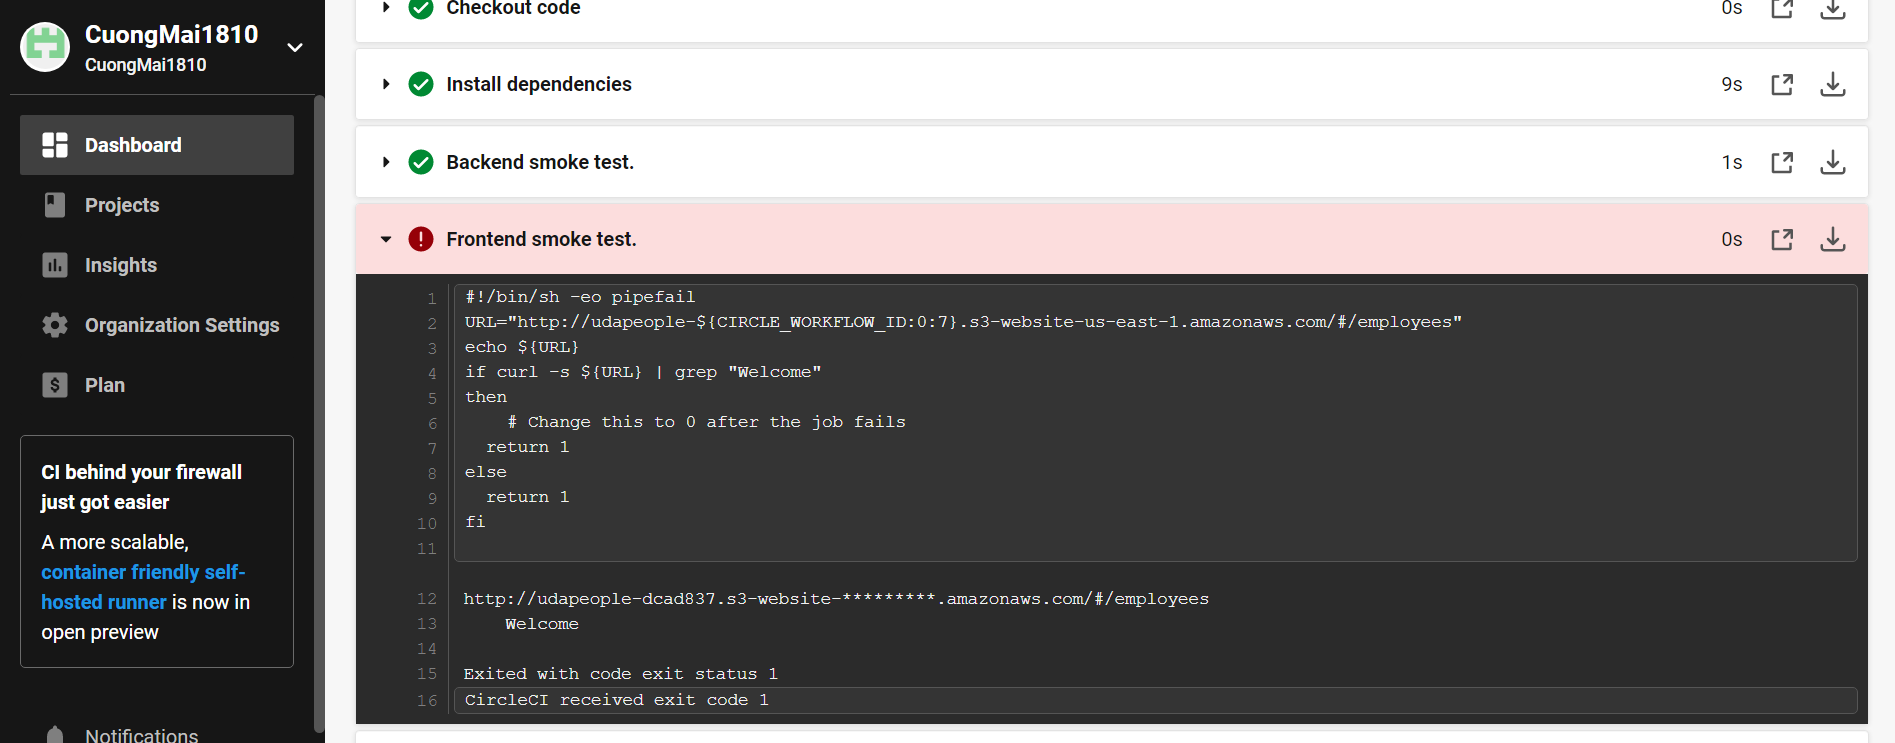 CuongMai1810
CuongMai1810
Dashboard
Projects
Insights
Organization Settings
Plan
CI behind your firewall
just got easier
A more scalable,
container friendly self-
hosted runner is now in
open preview
Notifications
Checkout code
0s
Install dependencies
9s
Backend smoke test.
1s
Frontend smoke test.
0s
1 #!/bin/sh -eo pipefail
2 URL="http://udapeople-${CIRCLE_WORKFLOW_ID:0:7}.s3-website-us-east-1.amazonaws.com/#/employees"
3 echo ${URL}
4 if curl -s ${URL} | grep "Welcome"
5 then
6     # Change this to 0 after the job fails
7   return 1
8 else
9   return 1
10 fi
11
12 http://udapeople-dcad837.s3-website-*********.amazonaws.com/#/employees
13     Welcome
14
15 Exited with code exit status 1
16 CircleCI received exit code 1